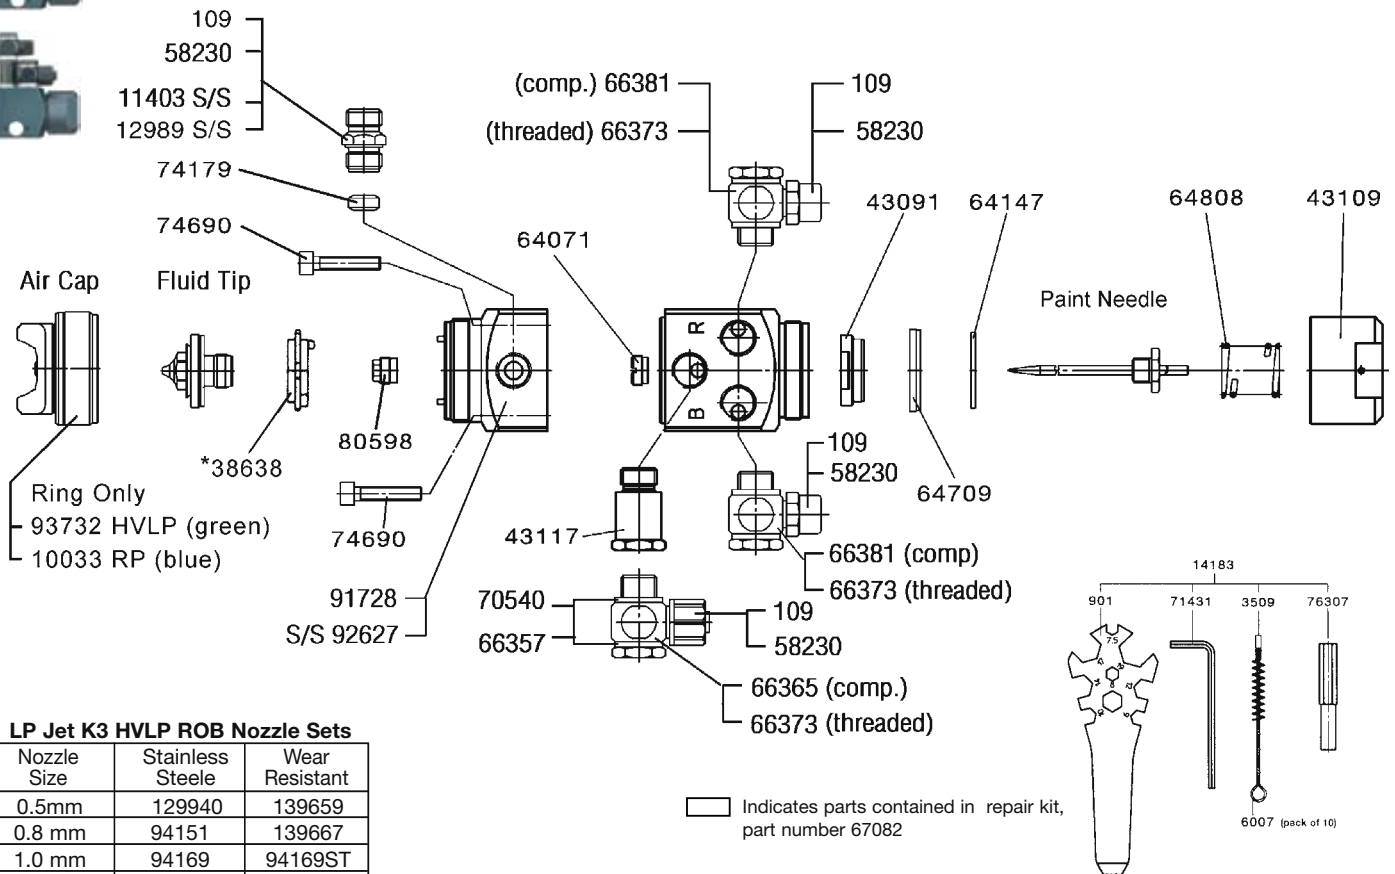 109
58230
11403 S/S
12989 S/S
74179
74690
(comp.) 66381
(threaded) 66373
109
58230
64071
43091
64147
64808
43109
Air Cap
Fluid Tip
Paint Needle
R
B
*38638
80598
Ring Only
93732 HVLP (green)
10033 RP (blue)
74690
43117
109
58230
64709
66381 (comp)
66373 (threaded)
91728
S/S 92627
70540
66357
109
58230
66365 (comp.)
66373 (threaded)
14183
901
71431
3509
76307
7.5
6007 (pack of 10)
LP Jet K3 HVLP ROB Nozzle Sets
Nozzle Size
Stainless Steele
Wear Resistant
0.5mm 129940 139659
0.8 mm 94151 139667
1.0 mm 94169 94169ST
Indicates parts contained in repair kit,
part number 67082